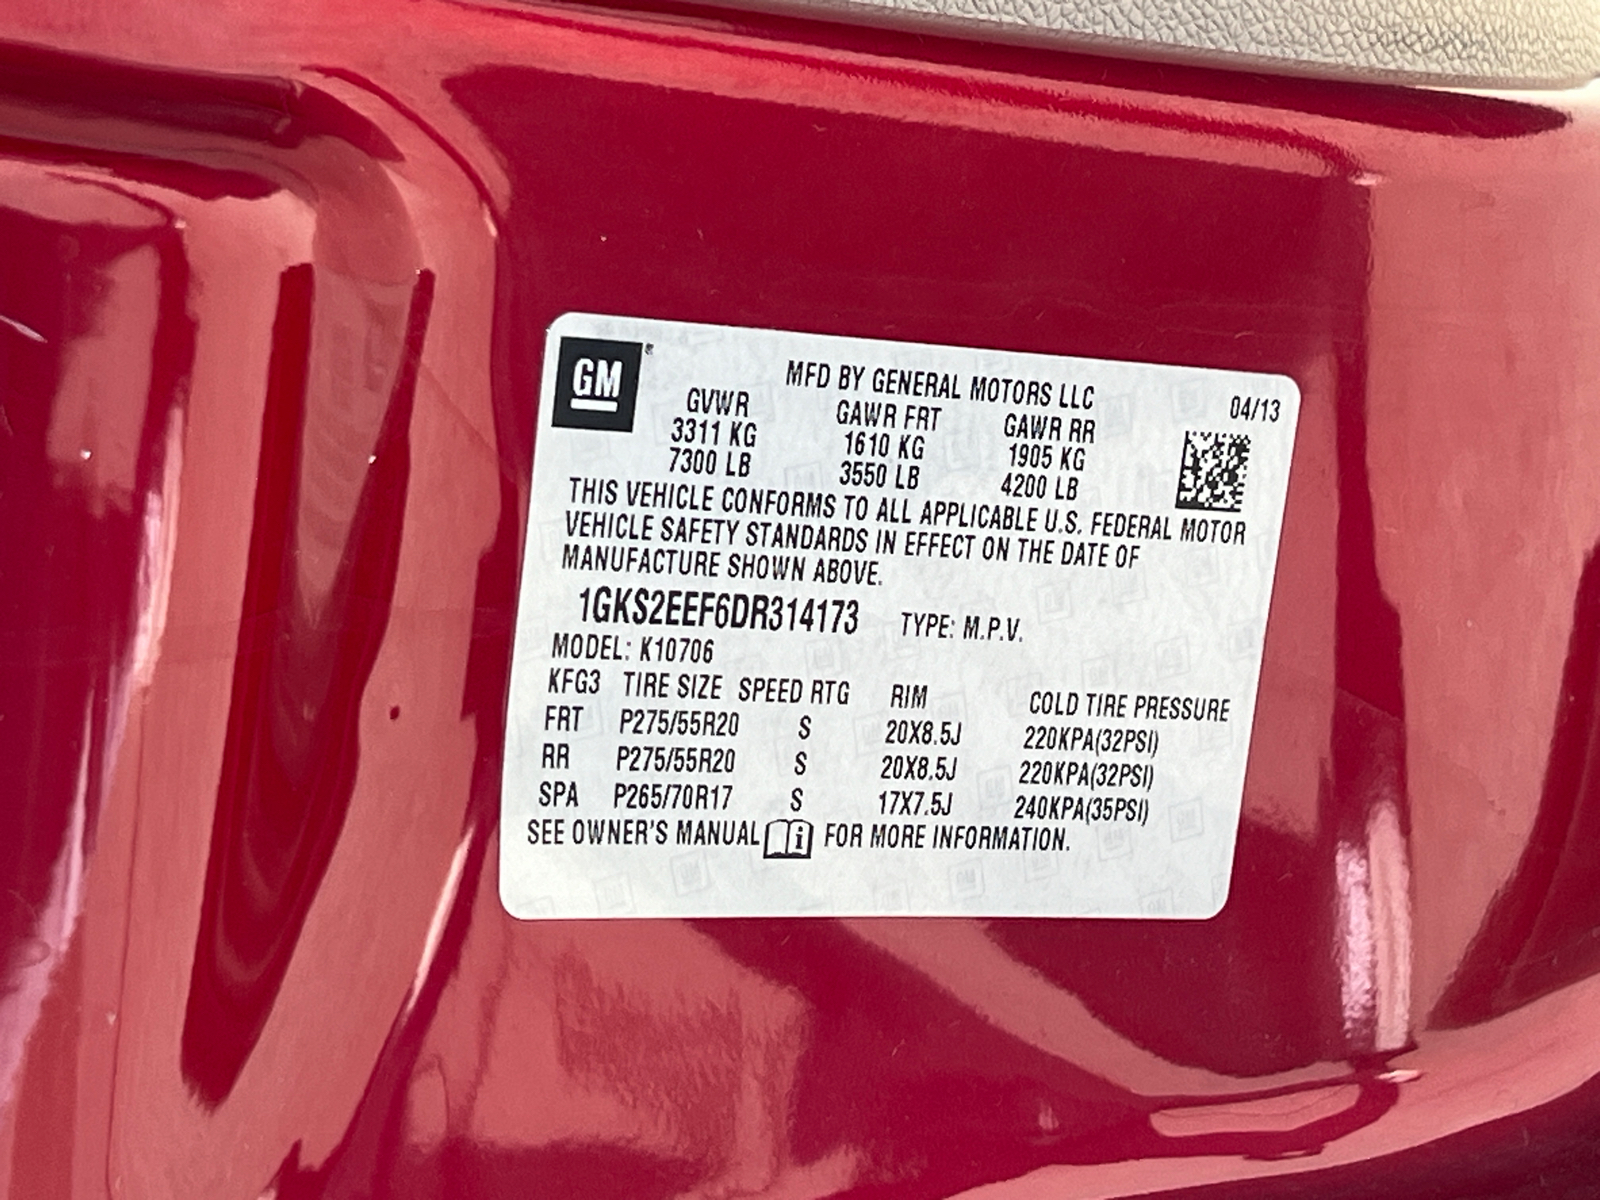 GM
MFD BY GENERAL MOTORS LLC
04/13
GVWR GAWR FRT GAWR RR
3311 KG 1610 KG 1905 KG
7300 LB 3550 LB 4200 LB
THIS VEHICLE CONFORMS TO ALL APPLICABLE U.S. FEDERAL MOTOR
VEHICLE SAFETY STANDARDS IN EFFECT ON THE DATE OF
MANUFACTURE SHOWN ABOVE.
1GKS2EEF6DR314173 TYPE: M.P.V.
MODEL: K10706
KFG3 TIRE SIZE SPEED RTG RIM COLD TIRE PRESSURE
FRT P275/55R20 S 20X8.5J 220KPA(32PSI)
RR P275/55R20 S 20X8.5J 220KPA(32PSI)
SPA P265/70R17 S 17X7.5J 240KPA(35PSI)
SEE OWNER'S MANUAL i FOR MORE INFORMATION.